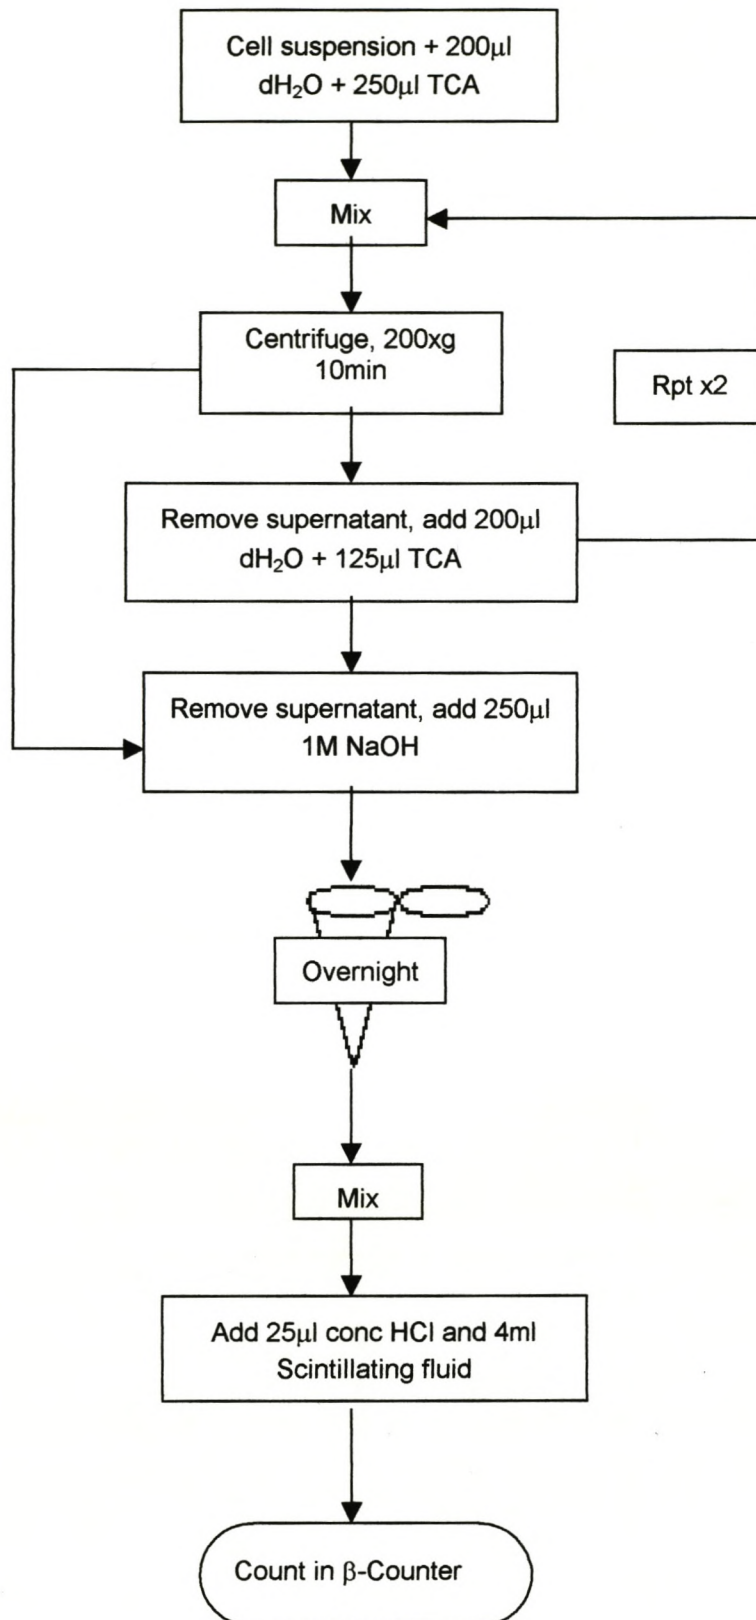 Cell suspension + 200μl
dH₂O + 250μl TCA
Mix
Centrifuge, 200xg
10min
Rpt x2
Remove supernatant, add 200μl
dH₂O + 125μl TCA
Remove supernatant, add 250μl
1M NaOH
Overnight
Mix
Add 25μl conc HCl and 4ml
Scintillating fluid
Count in β-Counter